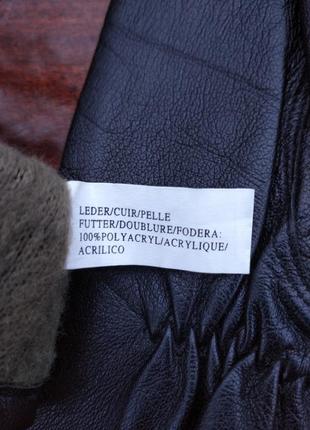 LEDER/CUIR/PELLE
FUTTER/DOUBLURE/FODERA:
100%POLYACRYL/ACRYLIQUE/
ACRILICO